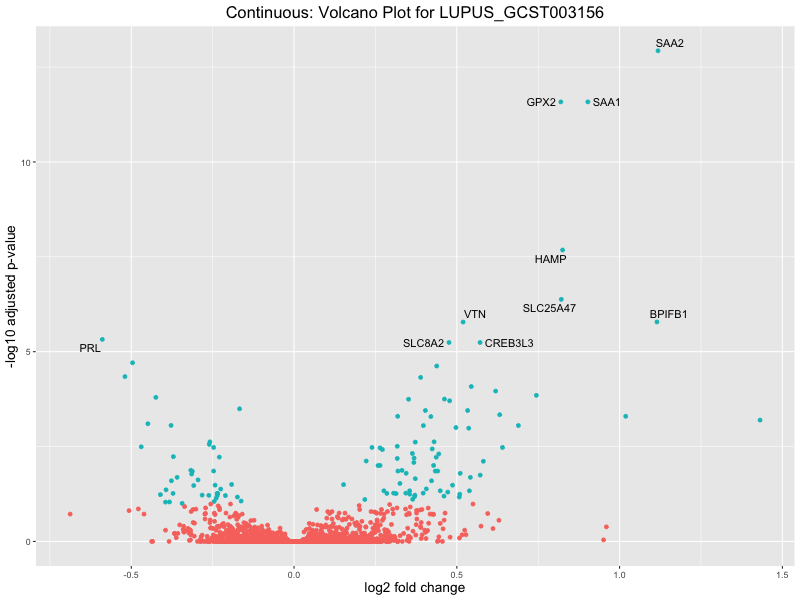 Continuous: Volcano Plot for LUPUS_GCST003156
SAA2
GPX2
SAA1
HAMP
SLC25A47
VTN
BPIFB1
PRL
SLC8A2
CREB3L3
10
5
0
-log10 adjusted p-value
-0.5
0.0
0.5
1.0
1.5
log2 fold change